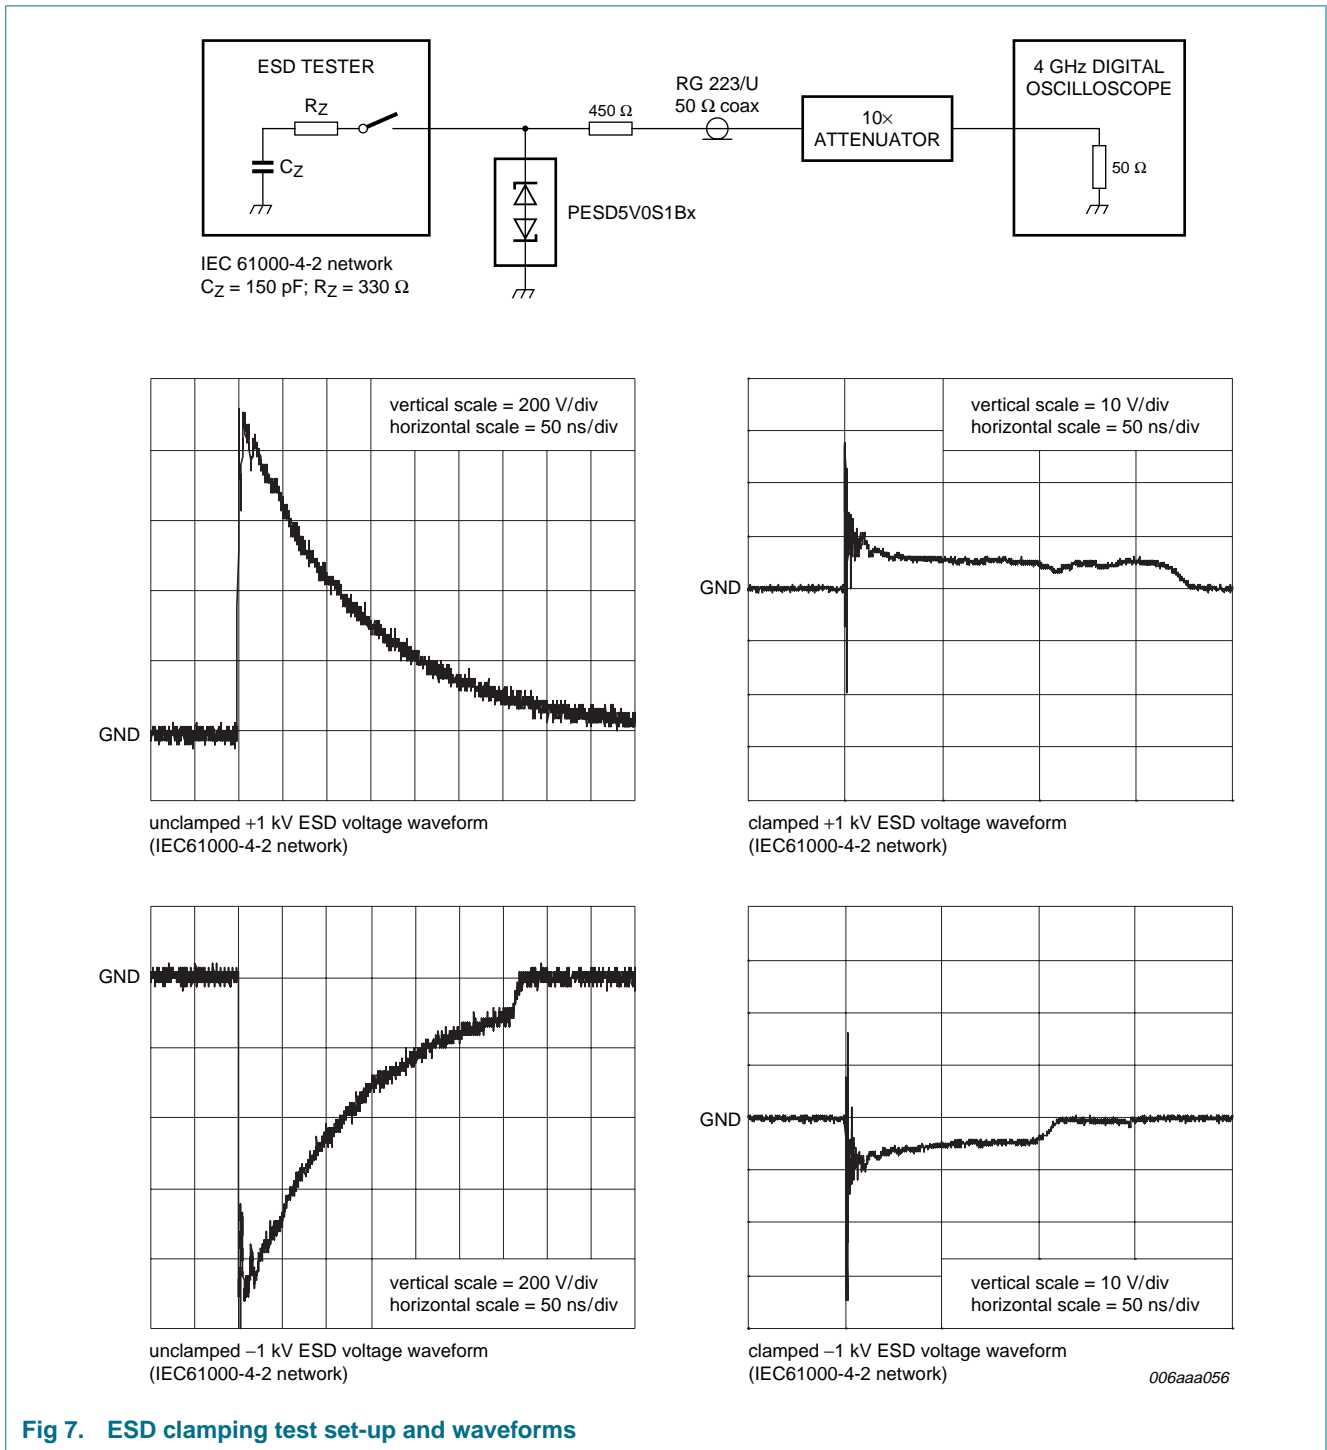 ESD TESTER
RZ
CZ
IEC 61000-4-2 network
CZ = 150 pF; RZ = 330 Ω
450 Ω
RG 223/U
50 Ω coax
10×
ATTENUATOR
4 GHz DIGITAL
OSCILLOSCOPE
50 Ω
PESD5V0S1Bx
vertical scale = 200 V/div
horizontal scale = 50 ns/div
GND
unclamped +1 kV ESD voltage waveform
(IEC61000-4-2 network)
vertical scale = 10 V/div
horizontal scale = 50 ns/div
GND
clamped +1 kV ESD voltage waveform
(IEC61000-4-2 network)
GND
vertical scale = 200 V/div
horizontal scale = 50 ns/div
unclamped −1 kV ESD voltage waveform
(IEC61000-4-2 network)
GND
vertical scale = 10 V/div
horizontal scale = 50 ns/div
clamped −1 kV ESD voltage waveform
(IEC61000-4-2 network)
006aaa056
Fig 7. ESD clamping test set-up and waveforms